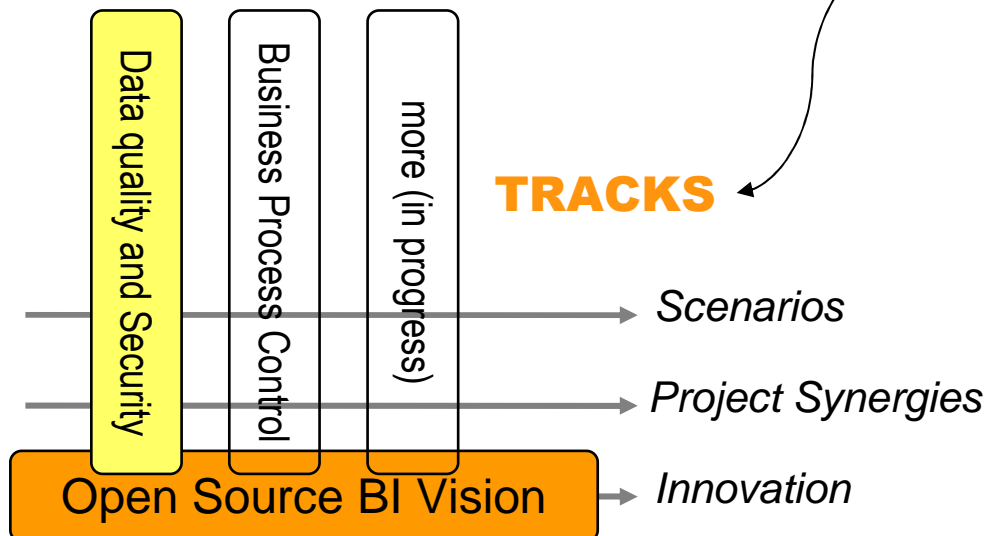 Data quality and Security
Business Process Control
more (in progress)
TRACKS
Scenarios
Project Synergies
Open Source BI Vision
Innovation